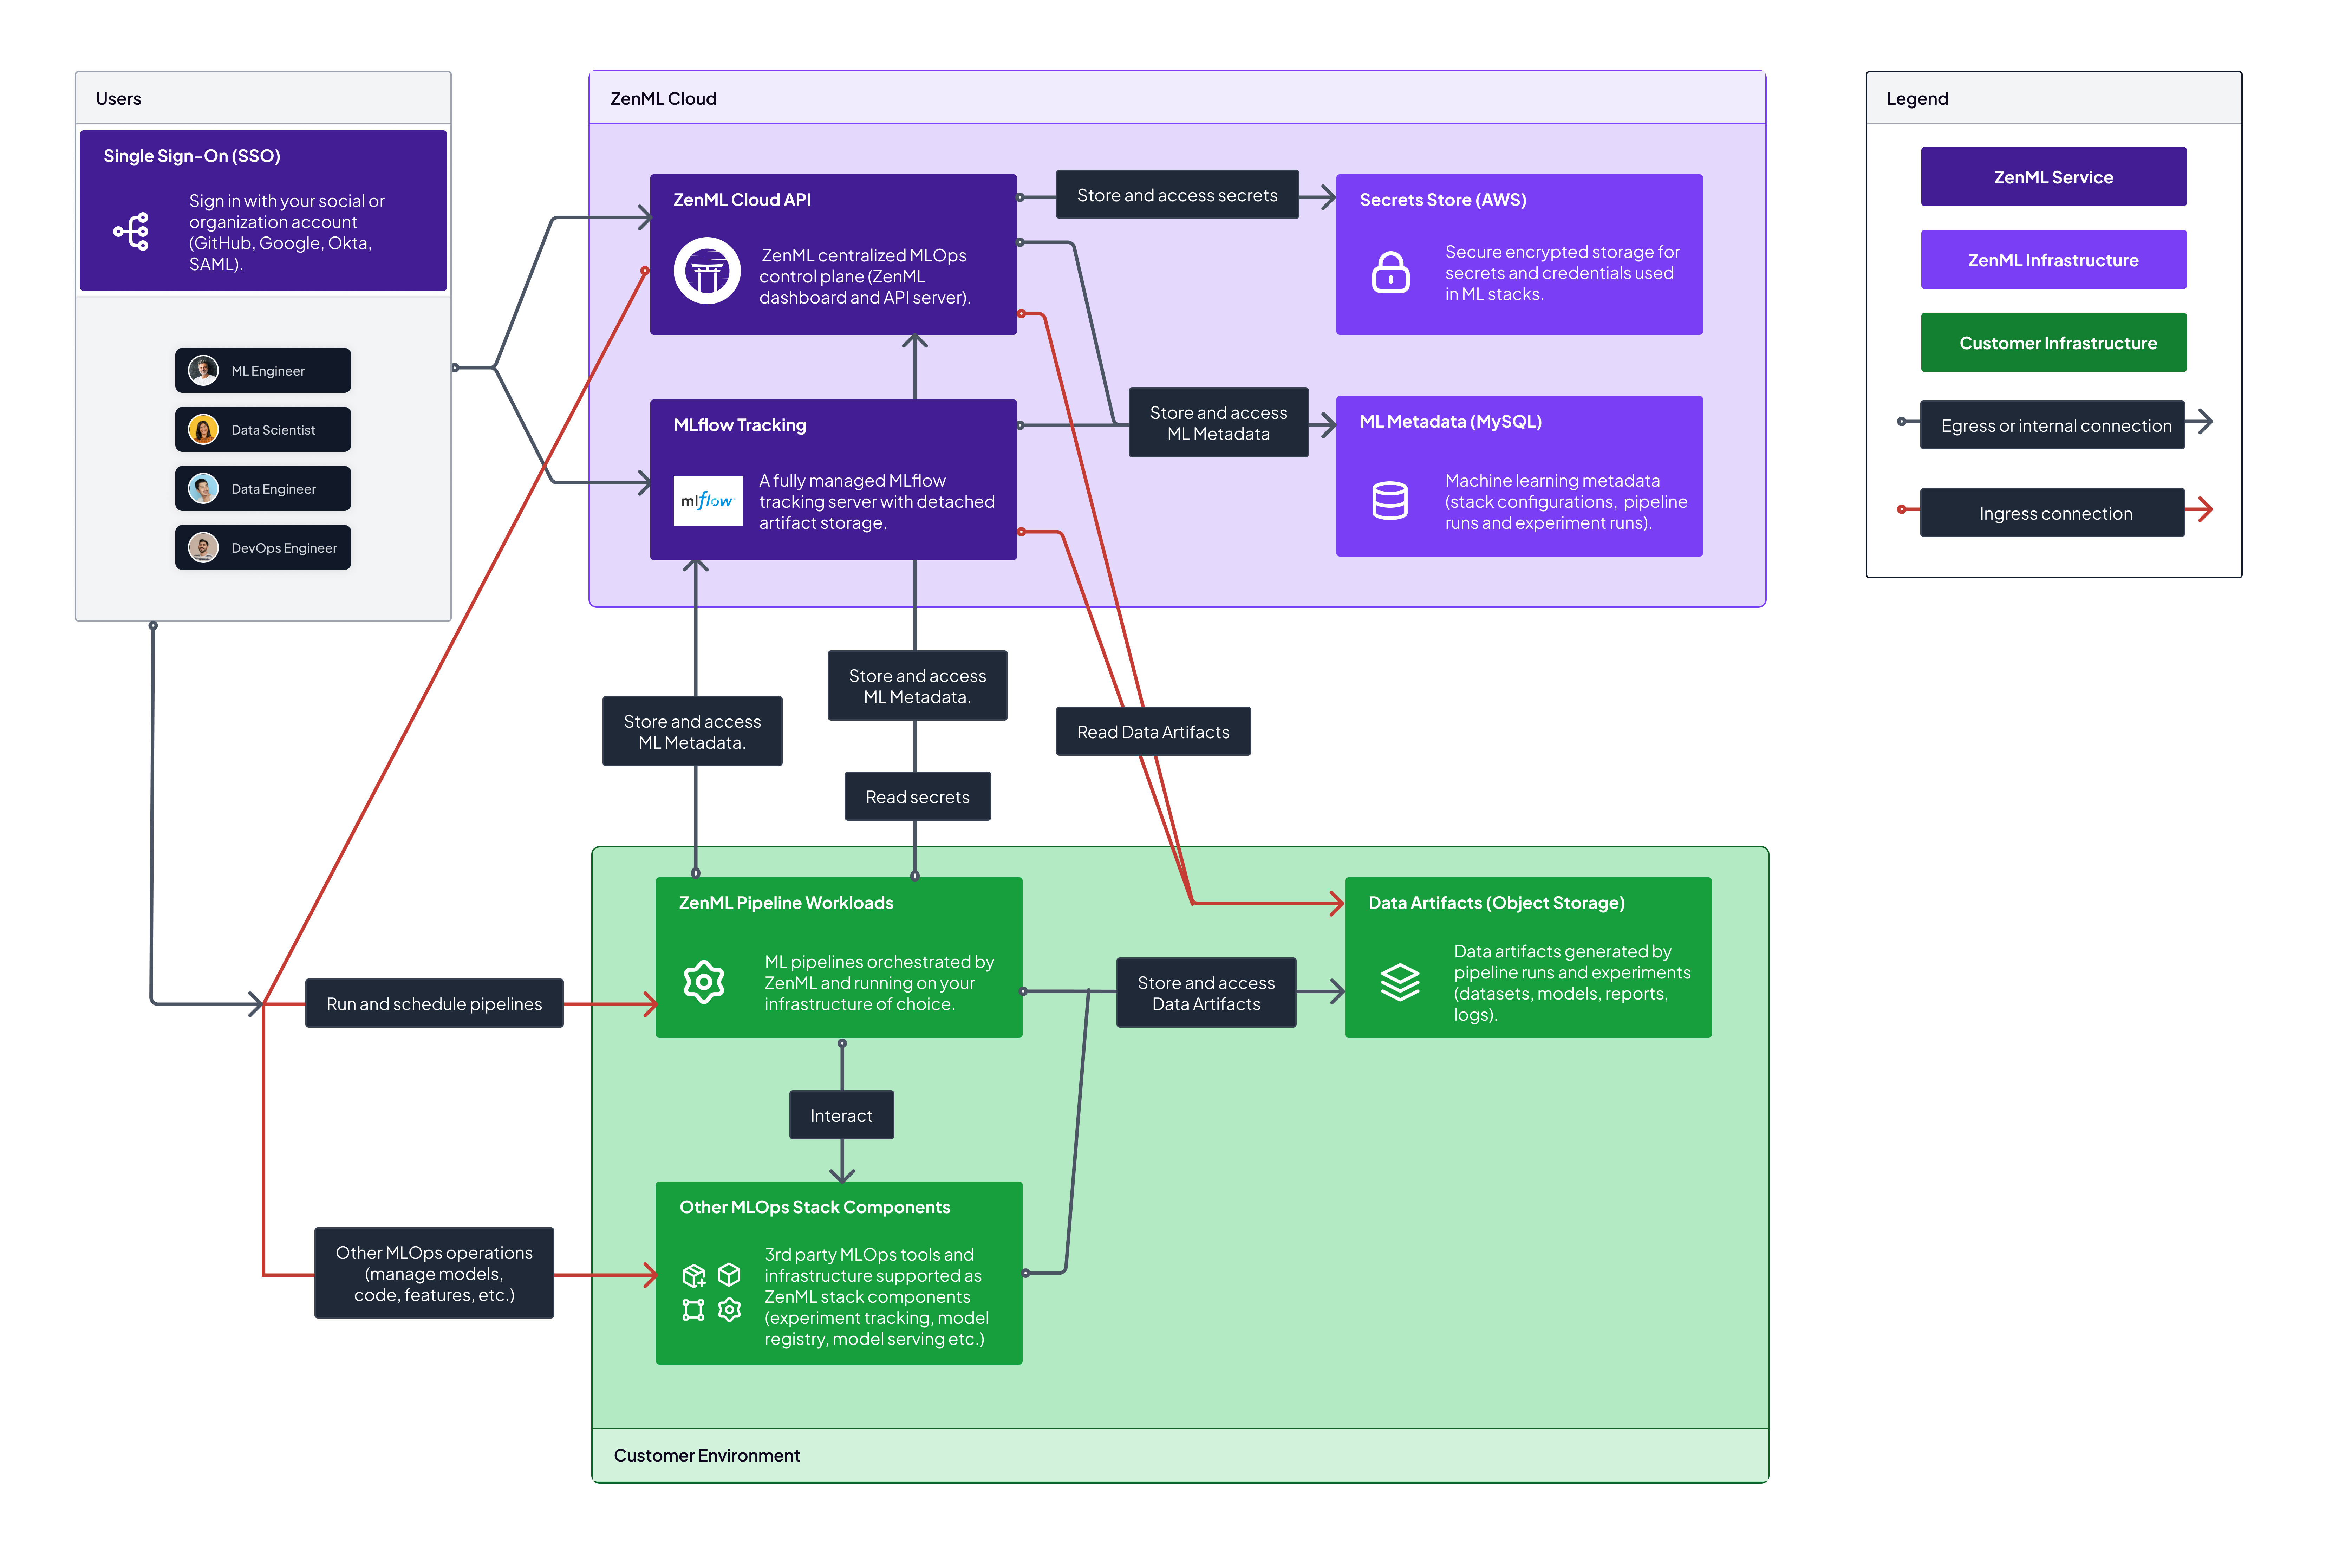 Users
Single Sign-On (SSO)
Sign in with your social or
organization account
(GitHub, Google, Okta,
SAML).
ML Engineer
Data Scientist
Data Engineer
DevOps Engineer
ZenML Cloud
ZenML Cloud API
ZenML centralized MLOps
control plane (ZenML
dashboard and API server).
Store and access secrets
Secrets Store (AWS)
Secure encrypted storage for
secrets and credentials used
in ML stacks.
MLflow Tracking
mlflow
A fully managed MLflow
tracking server with detached
artifact storage.
Store and access
ML Metadata
ML Metadata (MySQL)
Machine learning metadata
(stack configurations, pipeline
runs and experiment runs).
Legend
ZenML Service
ZenML Infrastructure
Customer Infrastructure
Egress or internal connection
Ingress connection
Store and access
ML Metadata.
Store and access
ML Metadata.
Read secrets
Read Data Artifacts
ZenML Pipeline Workloads
ML pipelines orchestrated by
ZenML and running on your
infrastructure of choice.
Run and schedule pipelines
Store and access
Data Artifacts
Data Artifacts (Object Storage)
Data artifacts generated by
pipeline runs and experiments
(datasets, models, reports,
logs).
Interact
Other MLOps Stack Components
3rd party MLOps tools and
infrastructure supported as
ZenML stack components
(experiment tracking, model
registry, model serving etc.)
Other MLOps operations
(manage models,
code, features, etc.)
Customer Environment